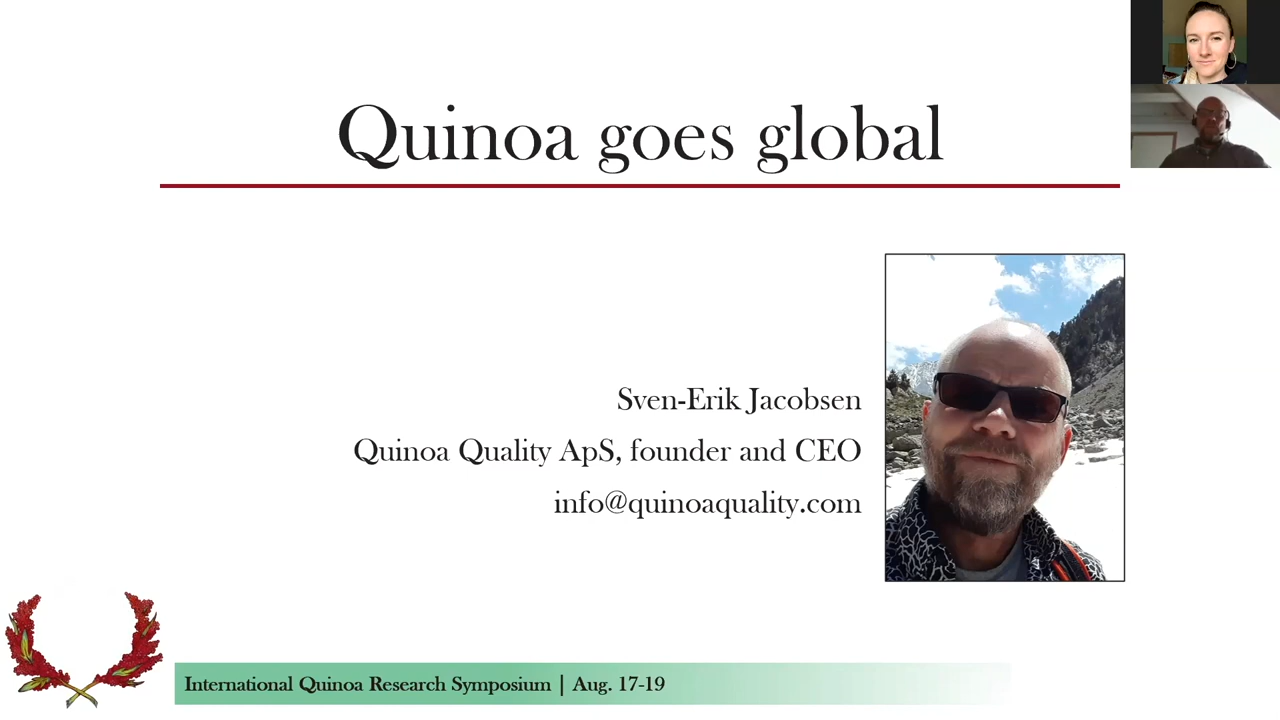 Quinoa goes global
Sven-Erik Jacobsen
Quinoa Quality ApS, founder and CEO
info@quinoaquality.com
International Quinoa Research Symposium | Aug. 17-19